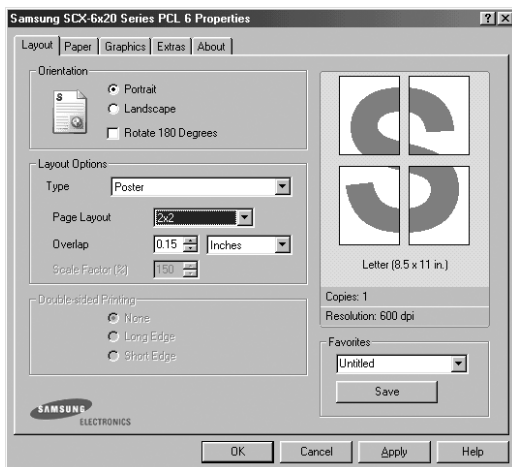 Samsung SCX-6x20 Series PCL 6 Properties
Layout Paper Graphics Extras About
Orientation
S
Portrait
Landscape
Rotate 180 Degrees
Layout Options
Type Poster
Page Layout 2x2
Overlap 0.15 Inches
Scale Factor (%) 150
Double-sided Printing
None
Long Edge
Short Edge
SAMSUNG
ELECTRONICS
S
Letter (8.5 x 11 in.)
Copies: 1
Resolution: 600 dpi
Favorites
Untitled
Save
OK Cancel Apply Help